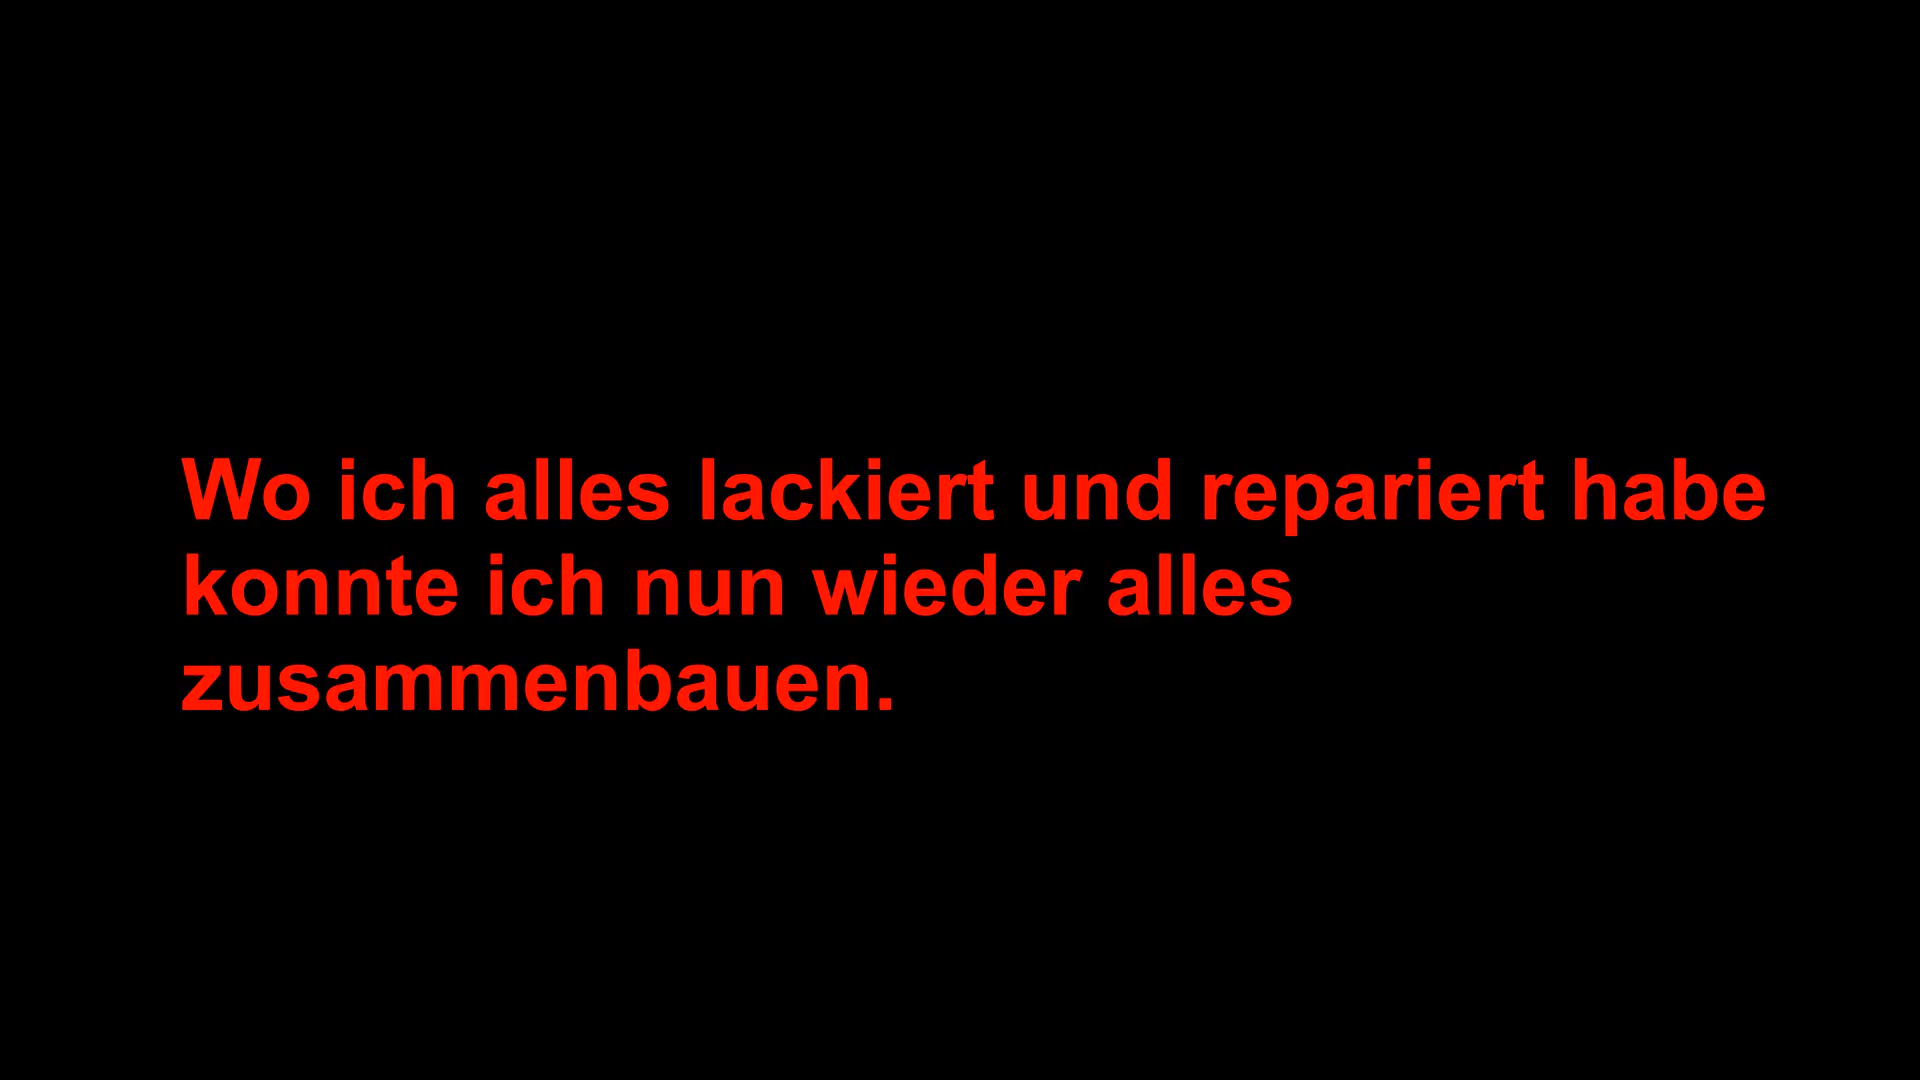 Wo ich alles lackiert und repariert habe
konnte ich nun wieder alles
zusammenbauen.